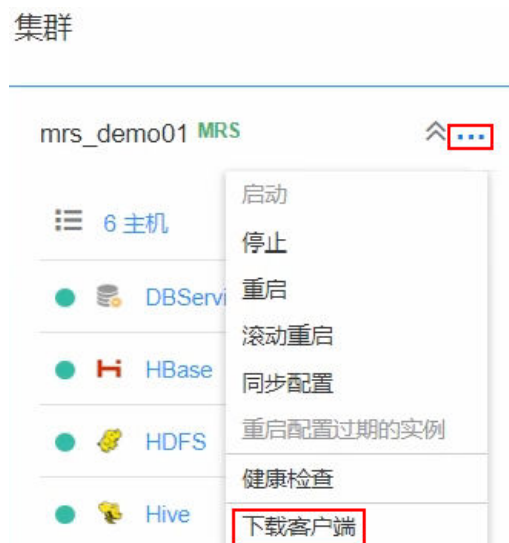 集群
mrs_demo01 MRS
6 主机
DBServi
HBase
HDFS
Hive
启动
停止
重启
滚动重启
同步配置
重启配置过期的实例
健康检查
下载客户端